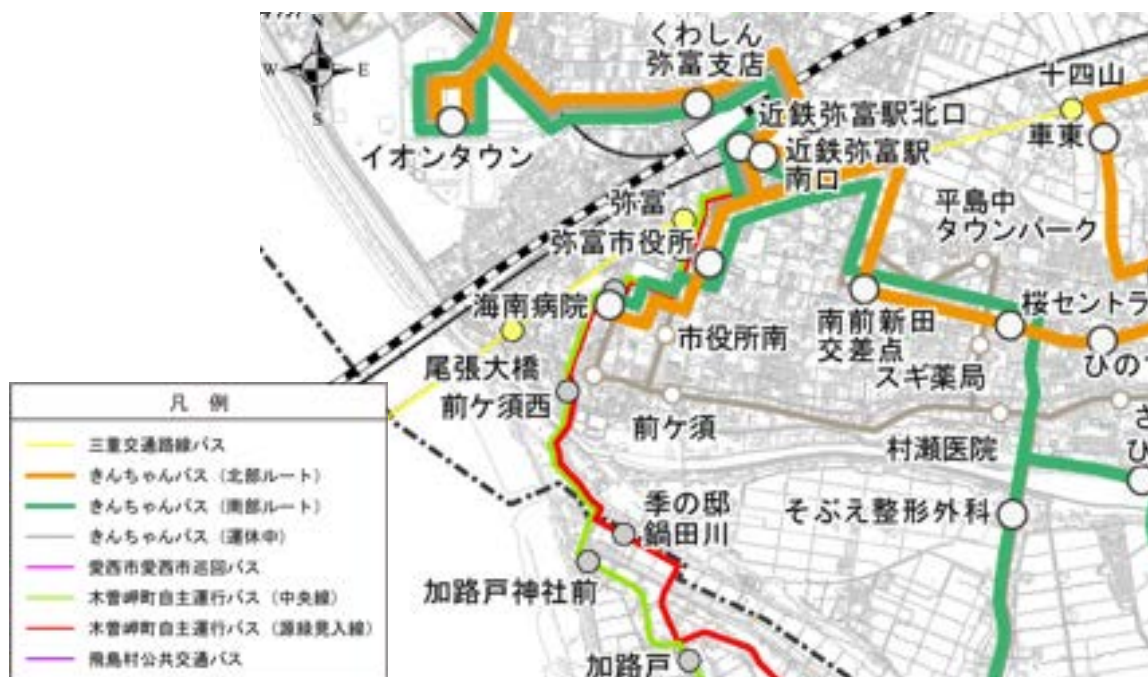 W
E
S
くわしん
弥富支店
近鉄弥富駅北口
近鉄弥富駅
南口
十四山
車東
イオンタウン
弥富
弥富市役所
平島中
タウンパーク
海南病院
市役所南
南前新田
交差点
桜セントラ
ひの
スギ薬局
尾張大橋
前ケ須西
前ケ須
村瀬医院
ひ
そぶえ整形外科
季の邸
鍋田川
加路戸神社前
加路戸
凡 例
三重交通路線バス
きんちゃんバス（北部ルート）
きんちゃんバス（南部ルート）
きんちゃんバス（運休中）
愛西市愛西市巡回バス
木曽岬町自主運行バス（中央線）
木曽岬町自主運行バス（源緑見入線）
飛島村公共交通バス